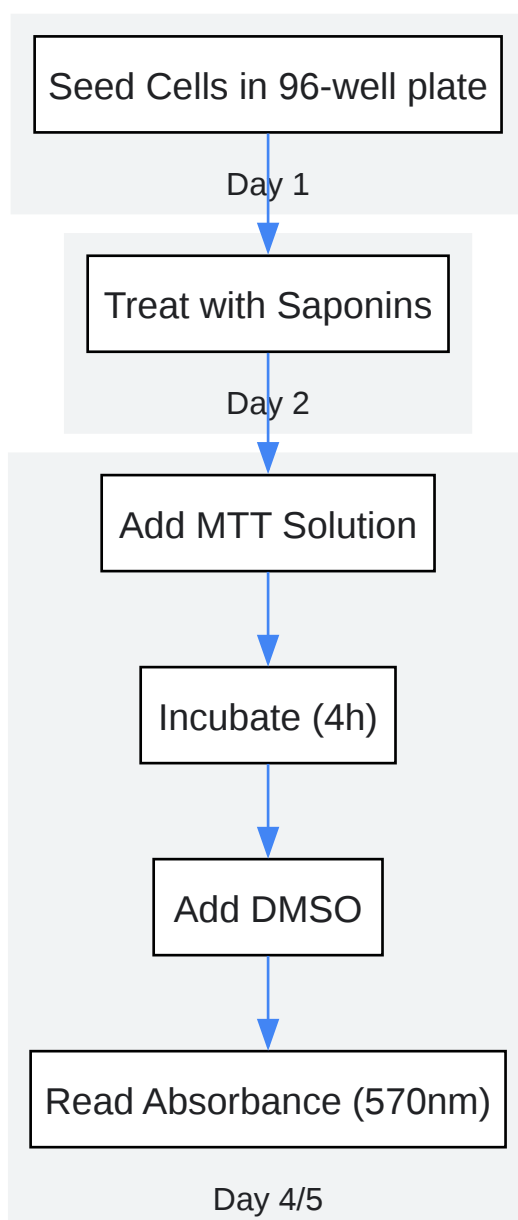 Seed Cells in 96-well plate
Day 1
Treat with Saponins
Day 2
Add MTT Solution
Incubate (4h)
Add DMSO
Read Absorbance (570nm)
Day 4/5